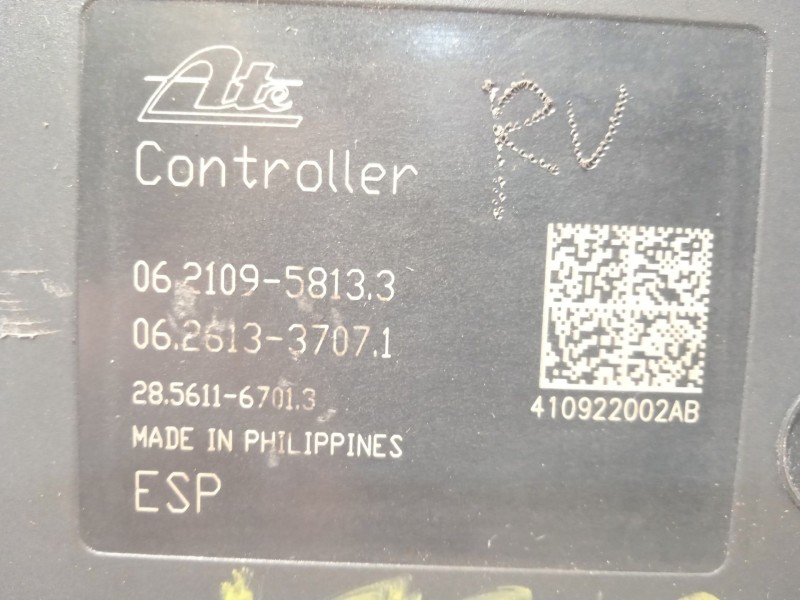 Ate
RV
Controller
06.2109-5813.3
06.2613-3707.1
28.5611-6701.3
410922002AB
MADE IN PHILIPPINES
ESP